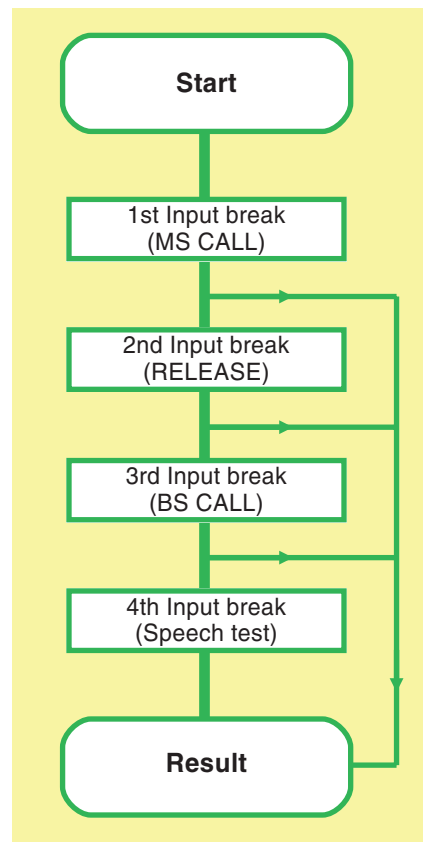 Start
1st Input break
(MS CALL)
2nd Input break
(RELEASE)
3rd Input break
(BS CALL)
4th Input break
(Speech test)
Result